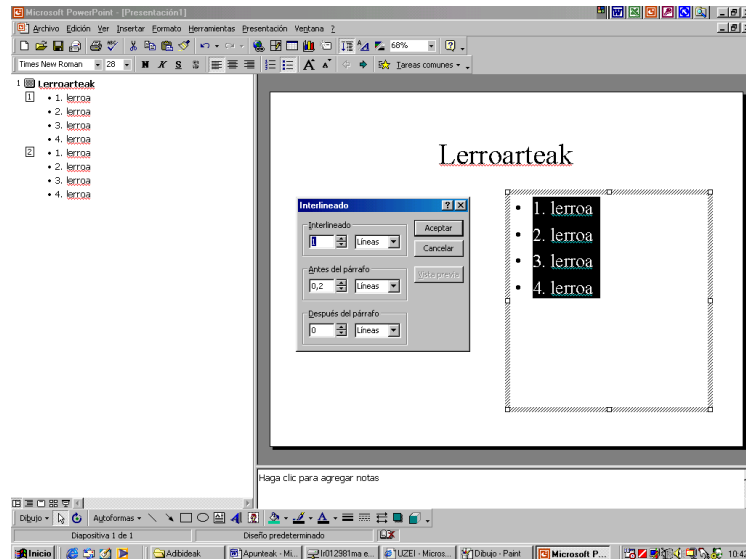 Microsoft PowerPoint - [Presentación1]
Archivo Edición Ver Insertar Formato Herramientas Presentación Ventana ?
68%
Times New Roman 28 N K S S
Tareas comunes
1 Lerroarteak
1 • 1. lerroa
• 2. lerroa
• 3. lerroa
• 4. lerroa
2 • 1. lerroa
• 2. lerroa
• 3. lerroa
• 4. lerroa
Lerroarteak
Interlineado
Interlineado
1 Líneas
Antes del párrafo
0,2 Líneas
Después del párrafo
0 Líneas
Aceptar
Cancelar
Vista previa
• 1. lerroa
• 2. lerroa
• 3. lerroa
• 4. lerroa
Haga clic para agregar notas
Dibujo Autoformas
Diapositiva 1 de 1 Diseño predeterminado
Inicio Adibideak Apunteak - Mi... lr012981ma e... UZEI - Micros... Dibujo - Paint Microsoft P... 10:42